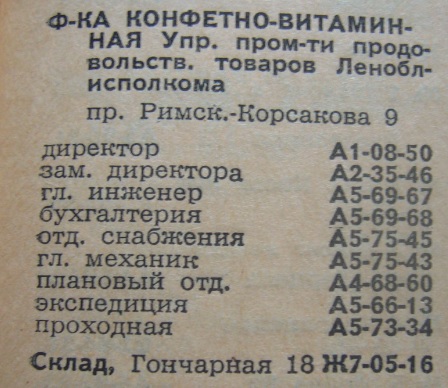 Ф-КА КОНФЕТНО-ВИТАМИН-
НАЯ Упр. пром-ти продо-
вольств. товаров Ленобл-
исполкома
пр. Римск.-Корсакова 9
директор А1-08-50
зам. директора А2-35-46
гл. инженер А5-69-67
бухгалтерия А5-69-68
отд. снабжения А5-75-45
гл. механик А5-75-43
плановый отд. А4-68-60
экспедиция А5-66-13
проходная А5-73-34
Склад, Гончарная 18 Ж7-05-16